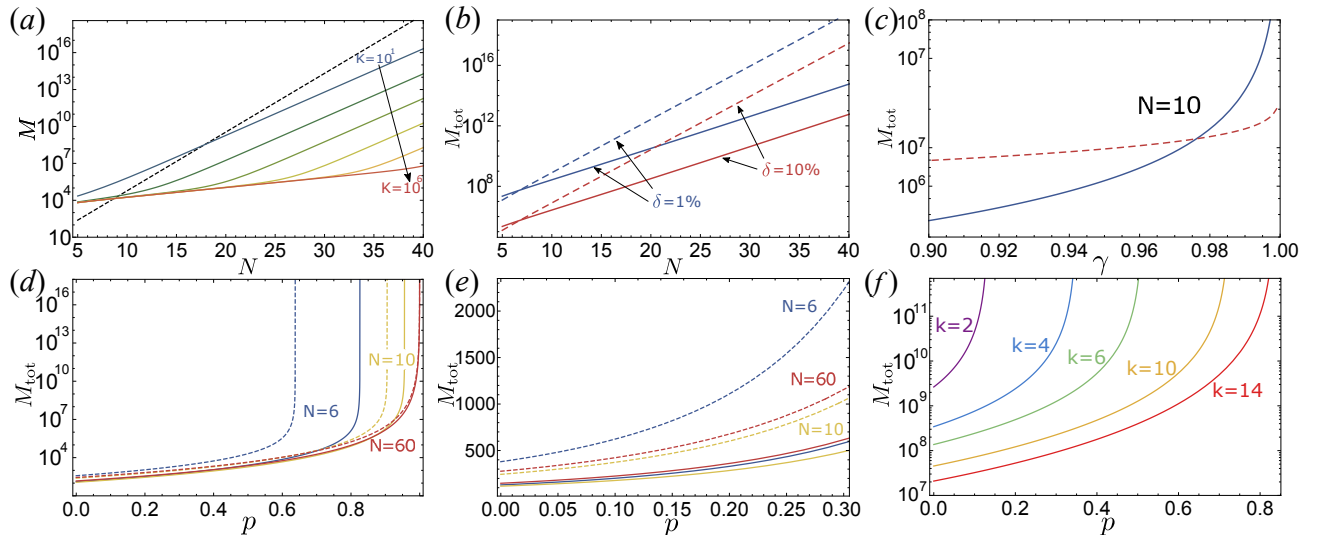 (a)
10^16
10^13
10^10
10^7
10^4
10
M
K=10^1
K=10^6
5 10 15 20 25 30 35 40
N
(b)
10^16
10^12
10^8
M_tot
δ=1%
δ=10%
5 10 15 20 25 30 35 40
N
(c)
10^8
10^7
10^7
10^6
M_tot
N=10
0.90 0.92 0.94 0.96 0.98 1.00
γ
(d)
10^16
10^13
10^10
10^7
10^4
M_tot
N=6
N=10
N=60
0.0 0.2 0.4 0.6 0.8
p
(e)
2000
1500
1000
500
M_tot
N=6
N=60
N=10
0.00 0.05 0.10 0.15 0.20 0.25 0.30
p
(f)
10^11
10^10
10^9
10^8
10^7
M_tot
k=2
k=4
k=6
k=10
k=14
0.0 0.2 0.4 0.6 0.8
p